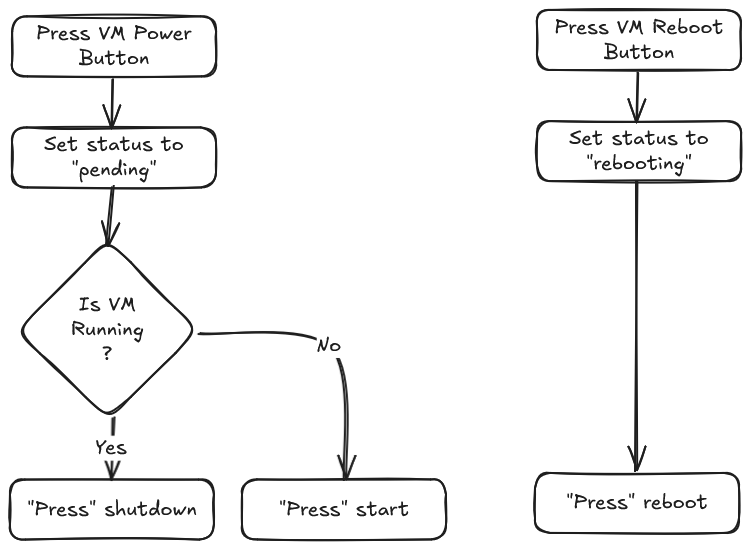 Press VM Power
Button
Set status to
"pending"
Is VM
Running
?
No
Yes
"Press" shutdown
"Press" start
Press VM Reboot
Button
Set status to
"rebooting"
"Press" reboot